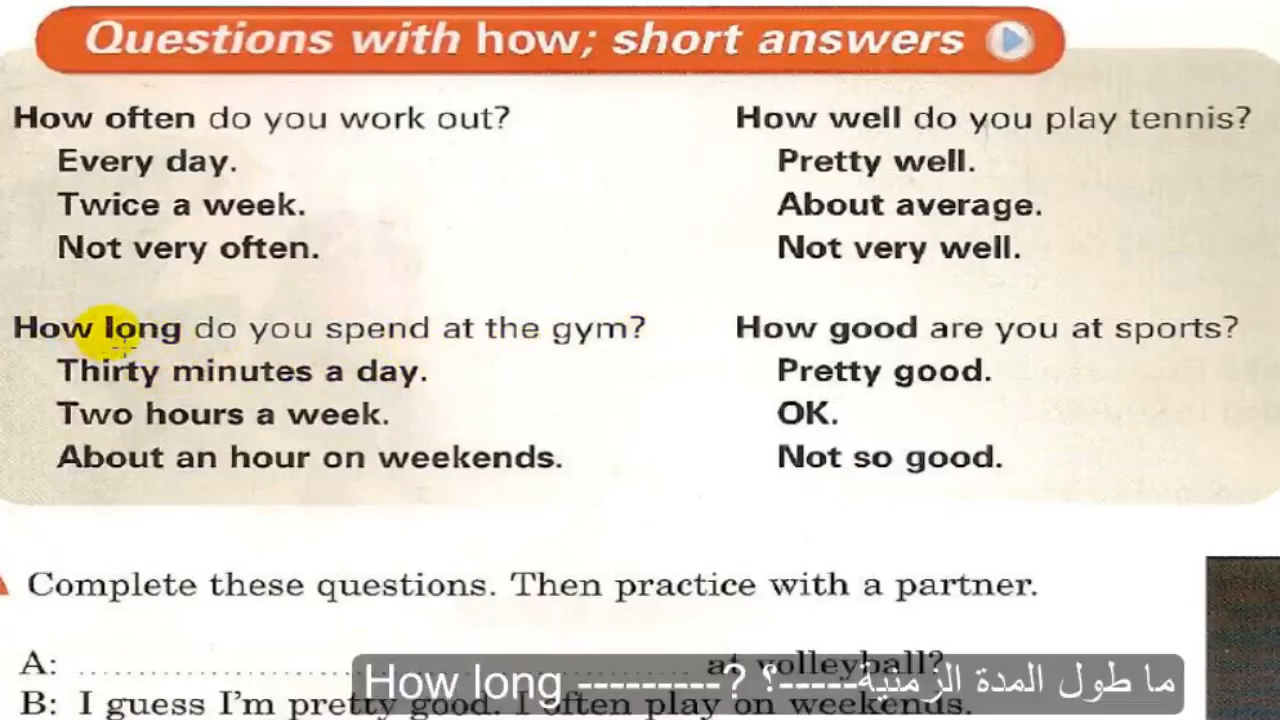 Questions with how; short answers
How often do you work out?
Every day.
Twice a week.
Not very often.
How long do you spend at the gym?
Thirty minutes a day.
Two hours a week.
About an hour on weekends.
How well do you play tennis?
Pretty well.
About average.
Not very well.
How good are you at sports?
Pretty good.
OK.
Not so good.
Complete these questions. Then practice with a partner.
A: ........................................ at volleyball?
B: I guess I'm pretty good. I often play on weekends.
How long ----------? ما طول المدة الزمنية-----؟